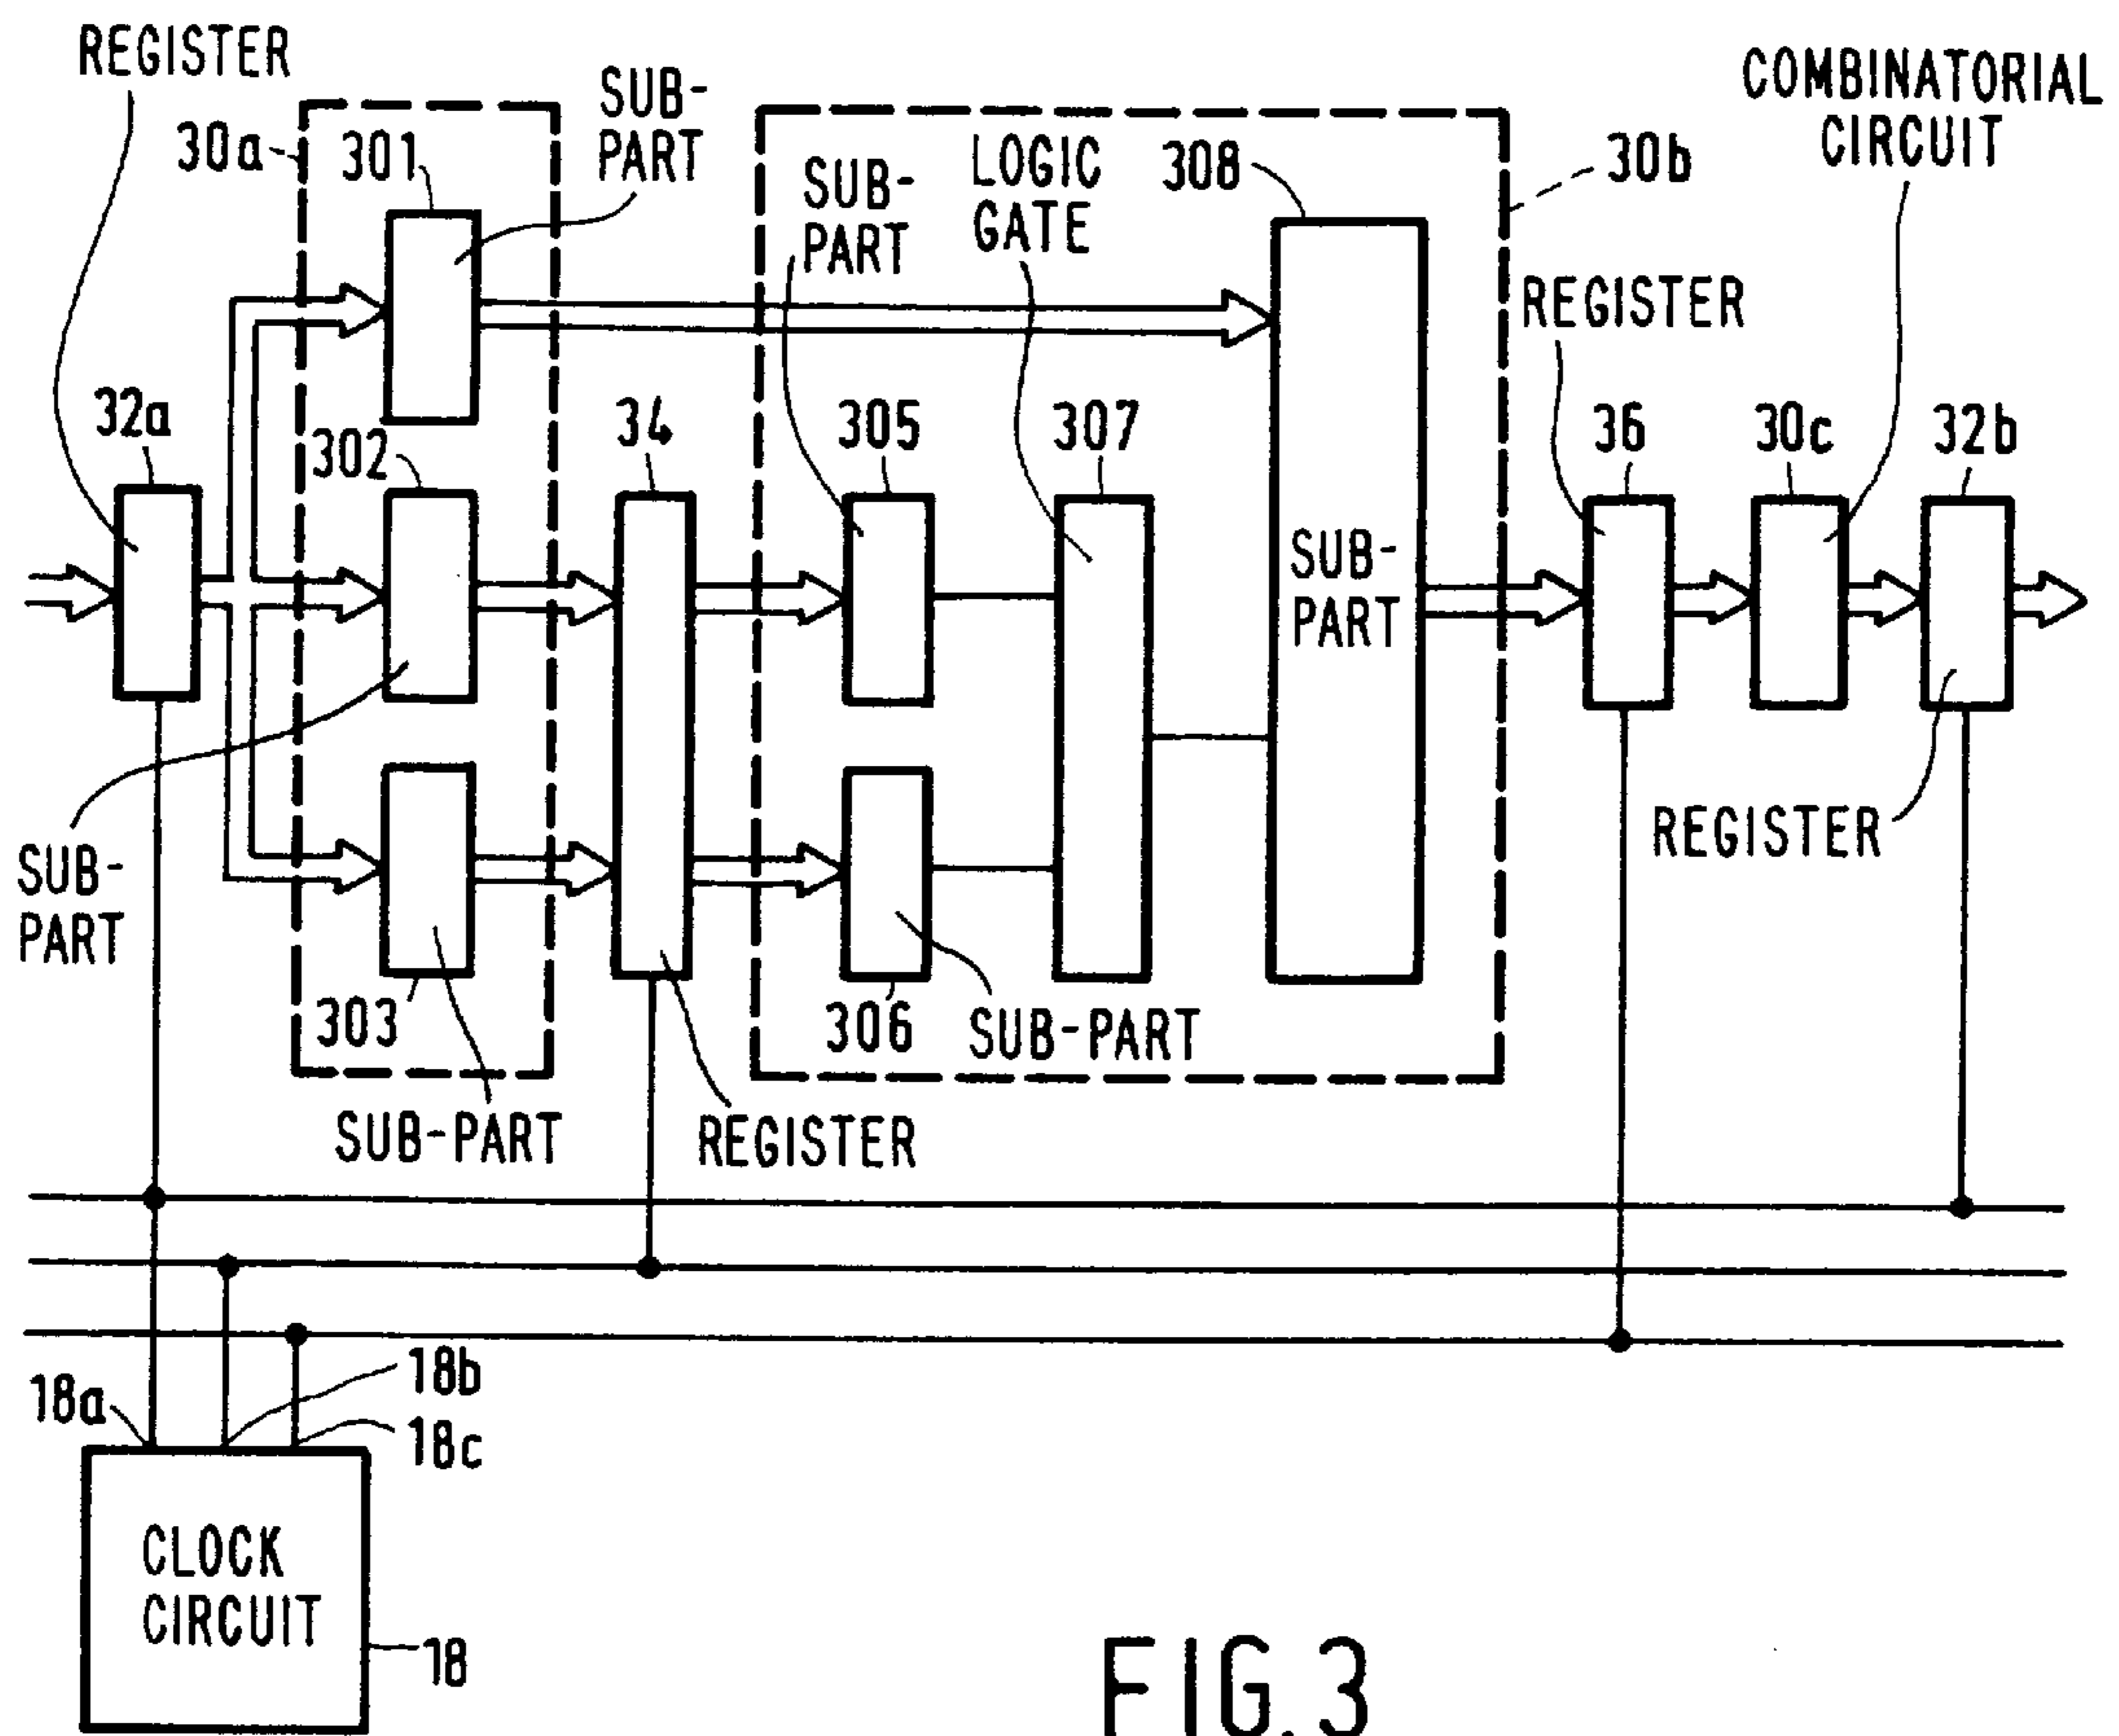 REGISTER
30a
301
SUB-
PART
SUB-
PART
LOGIC
GATE
308
30b
COMBINATORIAL
CIRCUIT
REGISTER
32a
302
34
305
307
36
30c
32b
SUB-
PART
SUB-
PART
303
306
SUB-PART
REGISTER
SUB-PART
REGISTER
18a
18b
18c
CLOCK
CIRCUIT
18
FIG.3